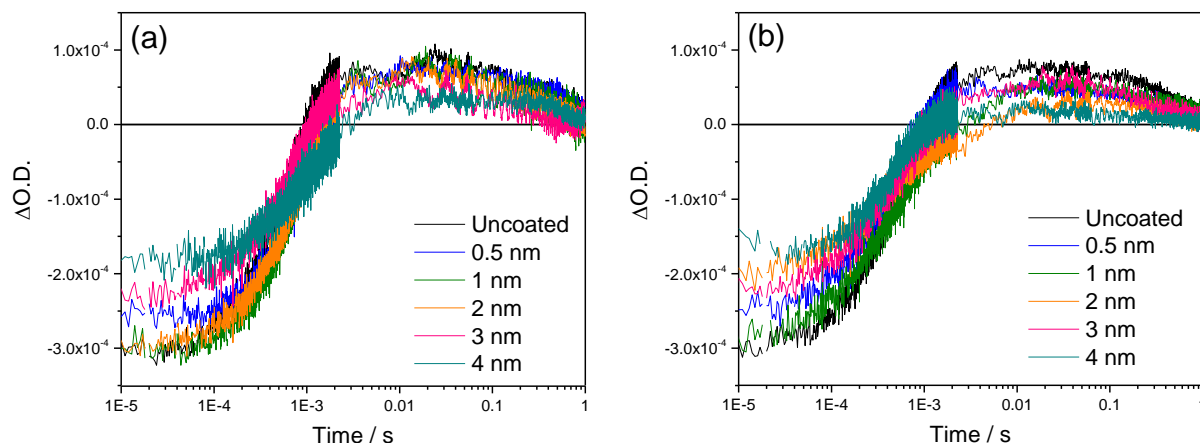 (a)
1.0x10-4
0.0
-1.0x10-4
-2.0x10-4
-3.0x10-4
ΔO.D.
Uncoated
0.5 nm
1 nm
2 nm
3 nm
4 nm
1E-5
1E-4
1E-3
0.01
0.1
1
Time / s
(b)
1.0x10-4
0.0
-1.0x10-4
-2.0x10-4
-3.0x10-4
ΔO.D.
Uncoated
0.5 nm
1 nm
2 nm
3 nm
4 nm
1E-5
1E-4
1E-3
0.01
0.1
1
Time / s